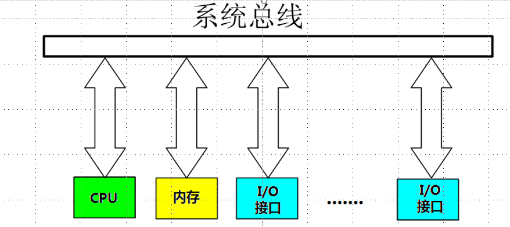 系统总线
CPU
内存
I/O
接口
.......
I/O
接口